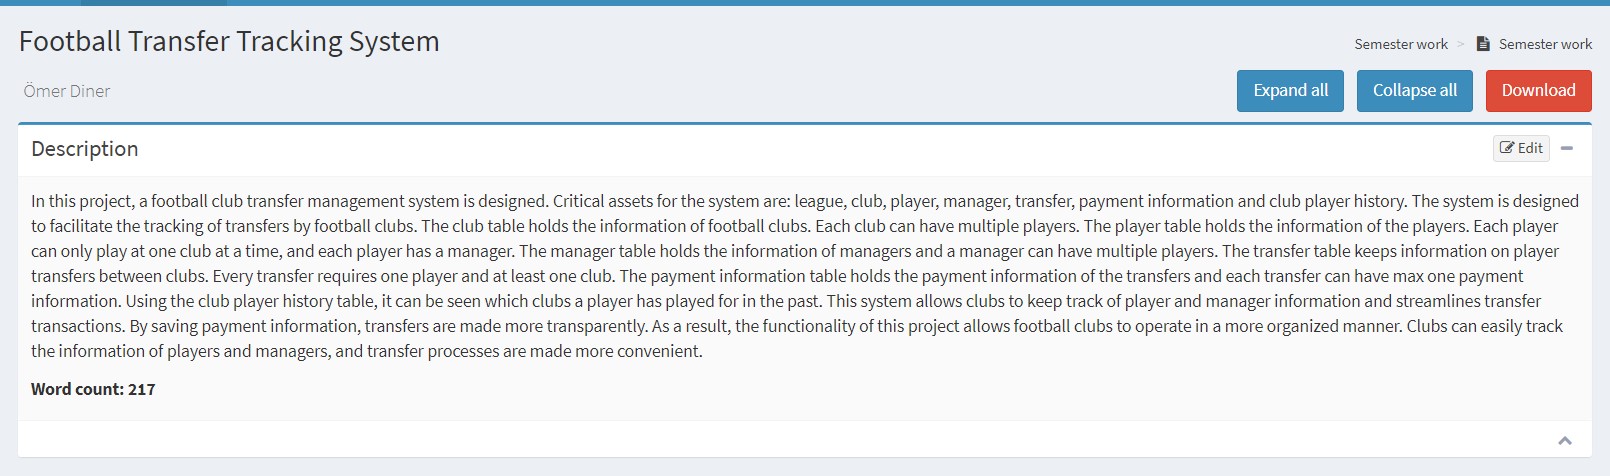 Football Transfer Tracking System
Semester work > Semester work
Ömer Diner
Expand all
Collapse all
Download
Description
Edit
In this project, a football club transfer management system is designed. Critical assets for the system are: league, club, player, manager, transfer, payment information and club player history. The system is designed
to facilitate the tracking of transfers by football clubs. The club table holds the information of football clubs. Each club can have multiple players. The player table holds the information of the players. Each player
can only play at one club at a time, and each player has a manager. The manager table holds the information of managers and a manager can have multiple players. The transfer table keeps information on player
transfers between clubs. Every transfer requires one player and at least one club. The payment information table holds the payment information of the transfers and each transfer can have max one payment
information. Using the club player history table, it can be seen which clubs a player has played for in the past. This system allows clubs to keep track of player and manager information and streamlines transfer
transactions. By saving payment information, transfers are made more transparently. As a result, the functionality of this project allows football clubs to operate in a more organized manner. Clubs can easily track
the information of players and managers, and transfer processes are made more convenient.
Word count: 217